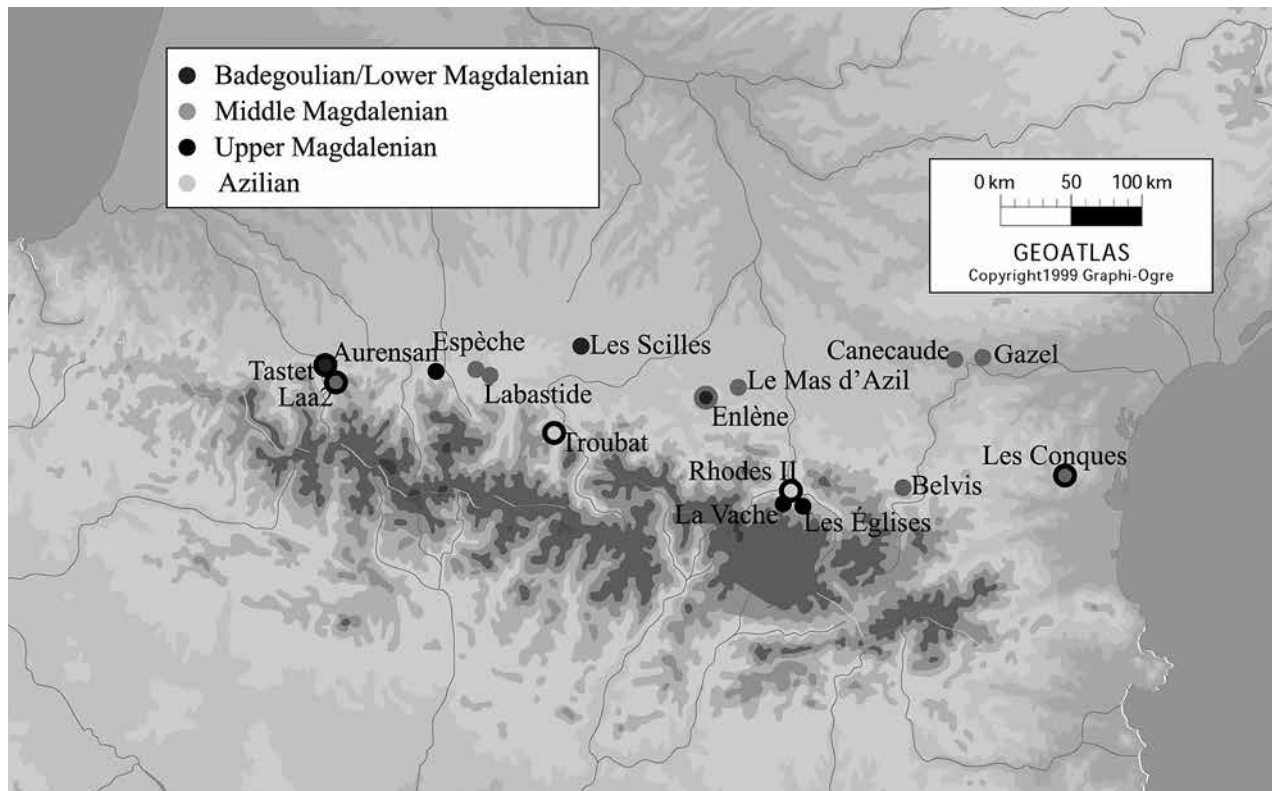 Badegoulian/Lower Magdalenian
Middle Magdalenian
Upper Magdalenian
Azilian
0 km 50 100 km
GEOATLAS
Copyright1999 Graphi-Ogre
Tastet
Aurensan
Laa2
Espèche
Labastide
Les Scilles
Troubat
Enlène
Le Mas d’Azil
Canecaude
Gazel
Rhodes II
La Vache
Les Églises
Belvis
Les Conques